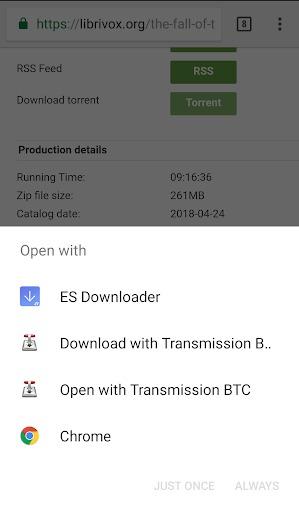 https://librivox.org/the-fall-of-t
8
RSS Feed
RSS
Download torrent
Torrent
Production details
Running Time: 09:16:36
Zip file size: 261MB
Catalog date: 2018-04-24
Open with
ES Downloader
Download with Transmission B..
Open with Transmission BTC
Chrome
JUST ONCE ALWAYS